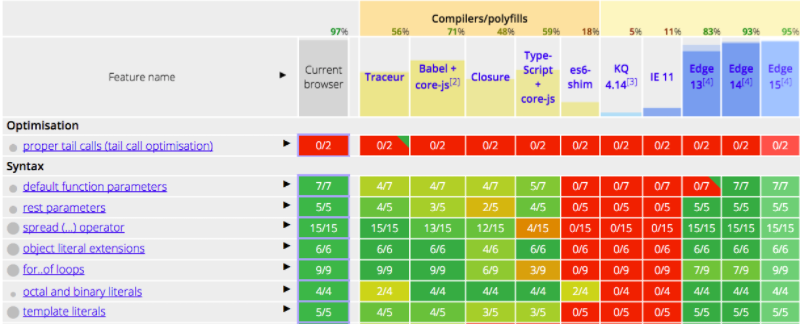 Compilers/polyfills
97% 56% 71% 48% 59% 18% 5% 11% 83% 93% 95%
Feature name ▶ Current browser Traceur Babel + core-js[2] Closure Type-Script + core-js es6-shim KQ 4.14[3] IE 11 Edge 13[4] Edge 14[4] Edge 15[4]
Optimisation
proper tail calls (tail call optimisation) ▶ 0/2 0/2 0/2 0/2 0/2 0/2 0/2 0/2 0/2 0/2 0/2
Syntax
default function parameters ▶ 7/7 4/7 4/7 4/7 5/7 0/7 0/7 0/7 0/7 7/7 7/7
rest parameters ▶ 5/5 4/5 3/5 2/5 4/5 0/5 0/5 0/5 5/5 5/5 5/5
spread (...) operator ▶ 15/15 15/15 13/15 12/15 4/15 0/15 0/15 0/15 15/15 15/15 15/15
object literal extensions ▶ 6/6 6/6 6/6 4/6 6/6 0/6 0/6 0/6 6/6 6/6 6/6
for..of loops ▶ 9/9 9/9 9/9 6/9 3/9 0/9 0/9 0/9 7/9 9/9 9/9
octal and binary literals ▶ 4/4 2/4 4/4 4/4 4/4 2/4 0/4 0/4 4/4 4/4 4/4
template literals ▶ 5/5 4/5 4/5 3/5 3/5 0/5 0/5 0/5 5/5 5/5 5/5